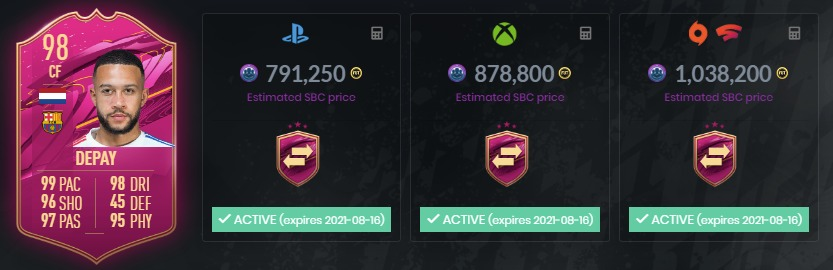 98
CF
DEPAY
99 PAC 98 DRI
96 SHO 45 DEF
97 PAS 95 PHY
791,250
Estimated SBC price
ACTIVE (expires 2021-08-16)
878,800
Estimated SBC price
ACTIVE (expires 2021-08-16)
1,038,200
Estimated SBC price
ACTIVE (expires 2021-08-16)